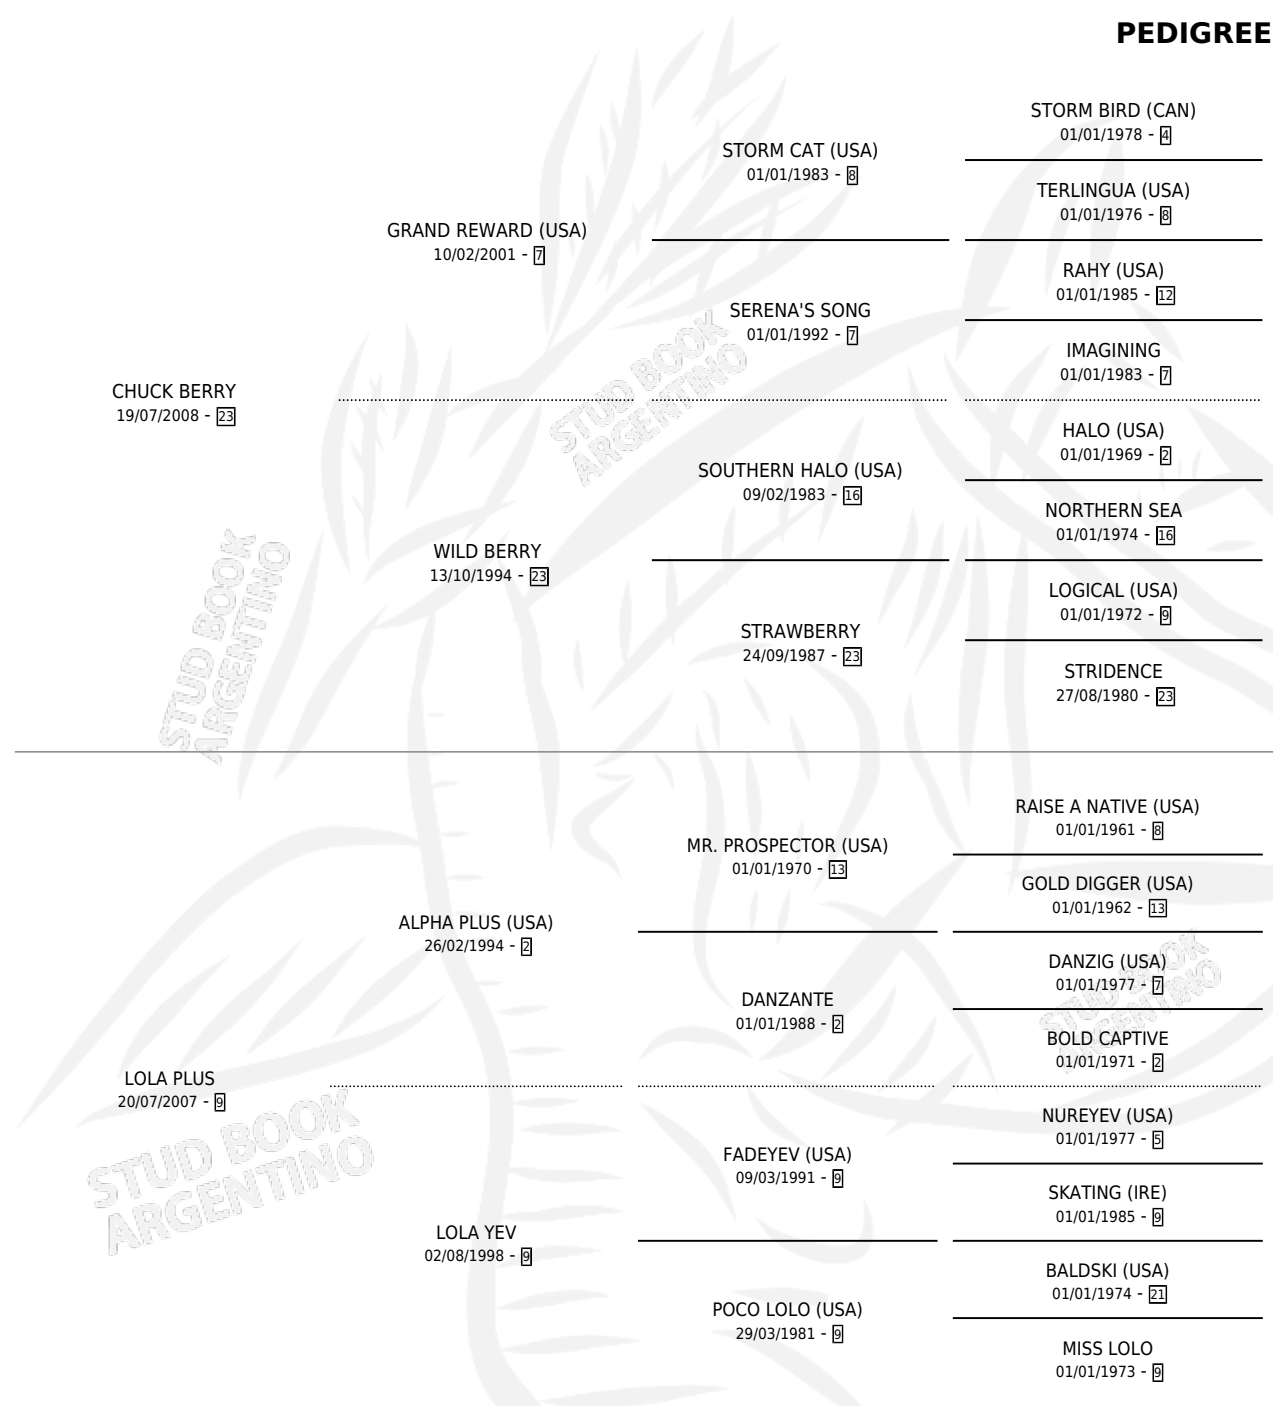 PEDIGREE
STORM BIRD (CAN)
01/01/1978 - 4
STORM CAT (USA)
01/01/1983 - 8
TERLINGUA (USA)
01/01/1976 - 8
GRAND REWARD (USA)
10/02/2001 - 7
RAHY (USA)
01/01/1985 - 12
SERENA'S SONG
01/01/1992 - 7
IMAGINING
01/01/1983 - 7
STUD BOOK
ARGENTINO
CHUCK BERRY
19/07/2008 - 23
HALO (USA)
01/01/1969 - 2
SOUTHERN HALO (USA)
09/02/1983 - 16
NORTHERN SEA
01/01/1974 - 16
WILD BERRY
13/10/1994 - 23
LOGICAL (USA)
01/01/1972 - 9
STRAWBERRY
24/09/1987 - 23
STRIDENCE
27/08/1980 - 23
STUD BOOK
ARGENTINO
RAISE A NATIVE (USA)
01/01/1961 - 8
MR. PROSPECTOR (USA)
01/01/1970 - 13
GOLD DIGGER (USA)
01/01/1962 - 13
ALPHA PLUS (USA)
26/02/1994 - 2
DANZIG (USA)
01/01/1977 - 7
DANZANTE
01/01/1988 - 2
BOLD CAPTIVE
01/01/1971 - 2
STUD BOOK
ARGENTINO
LOLA PLUS
20/07/2007 - 9
NUREYEV (USA)
01/01/1977 - 5
FADEYEV (USA)
09/03/1991 - 9
SKATING (IRE)
01/01/1985 - 9
STUD BOOK
ARGENTINO
LOLA YEV
02/08/1998 - 9
BALDSKI (USA)
01/01/1974 - 21
POCO LOLO (USA)
29/03/1981 - 9
MISS LOLO
01/01/1973 - 9